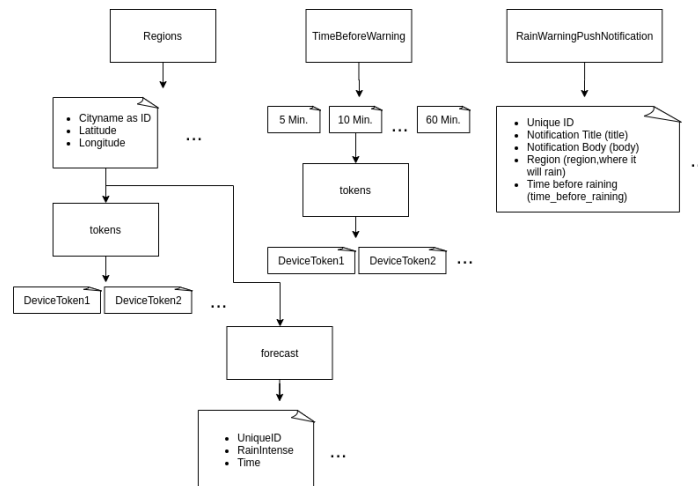 Regions
TimeBeforeWarning
RainWarningPushNotification
Cityname as ID
Latitude
Longitude
...
5 Min.
10 Min.
...
60 Min.
Unique ID
Notification Title (title)
Notification Body (body)
Region (region,where it
will rain)
Time before raining
(time_before_raining)
...
tokens
tokens
DeviceToken1
DeviceToken2
...
DeviceToken1
DeviceToken2
...
forecast
UniqueID
RainIntense
Time
...